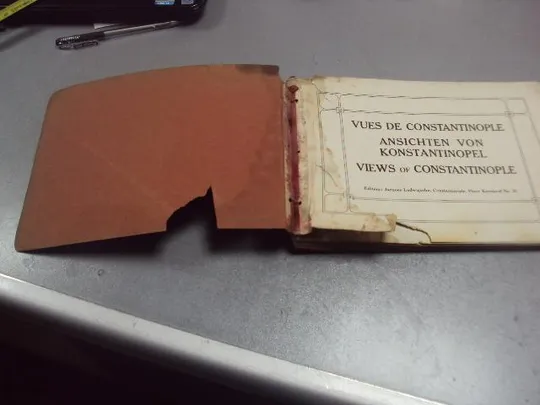 VUES DE CONSTANTINOPLE
ANSICHTEN VON
KONSTANTINOPEL
VIEWS OF CONSTANTINOPLE